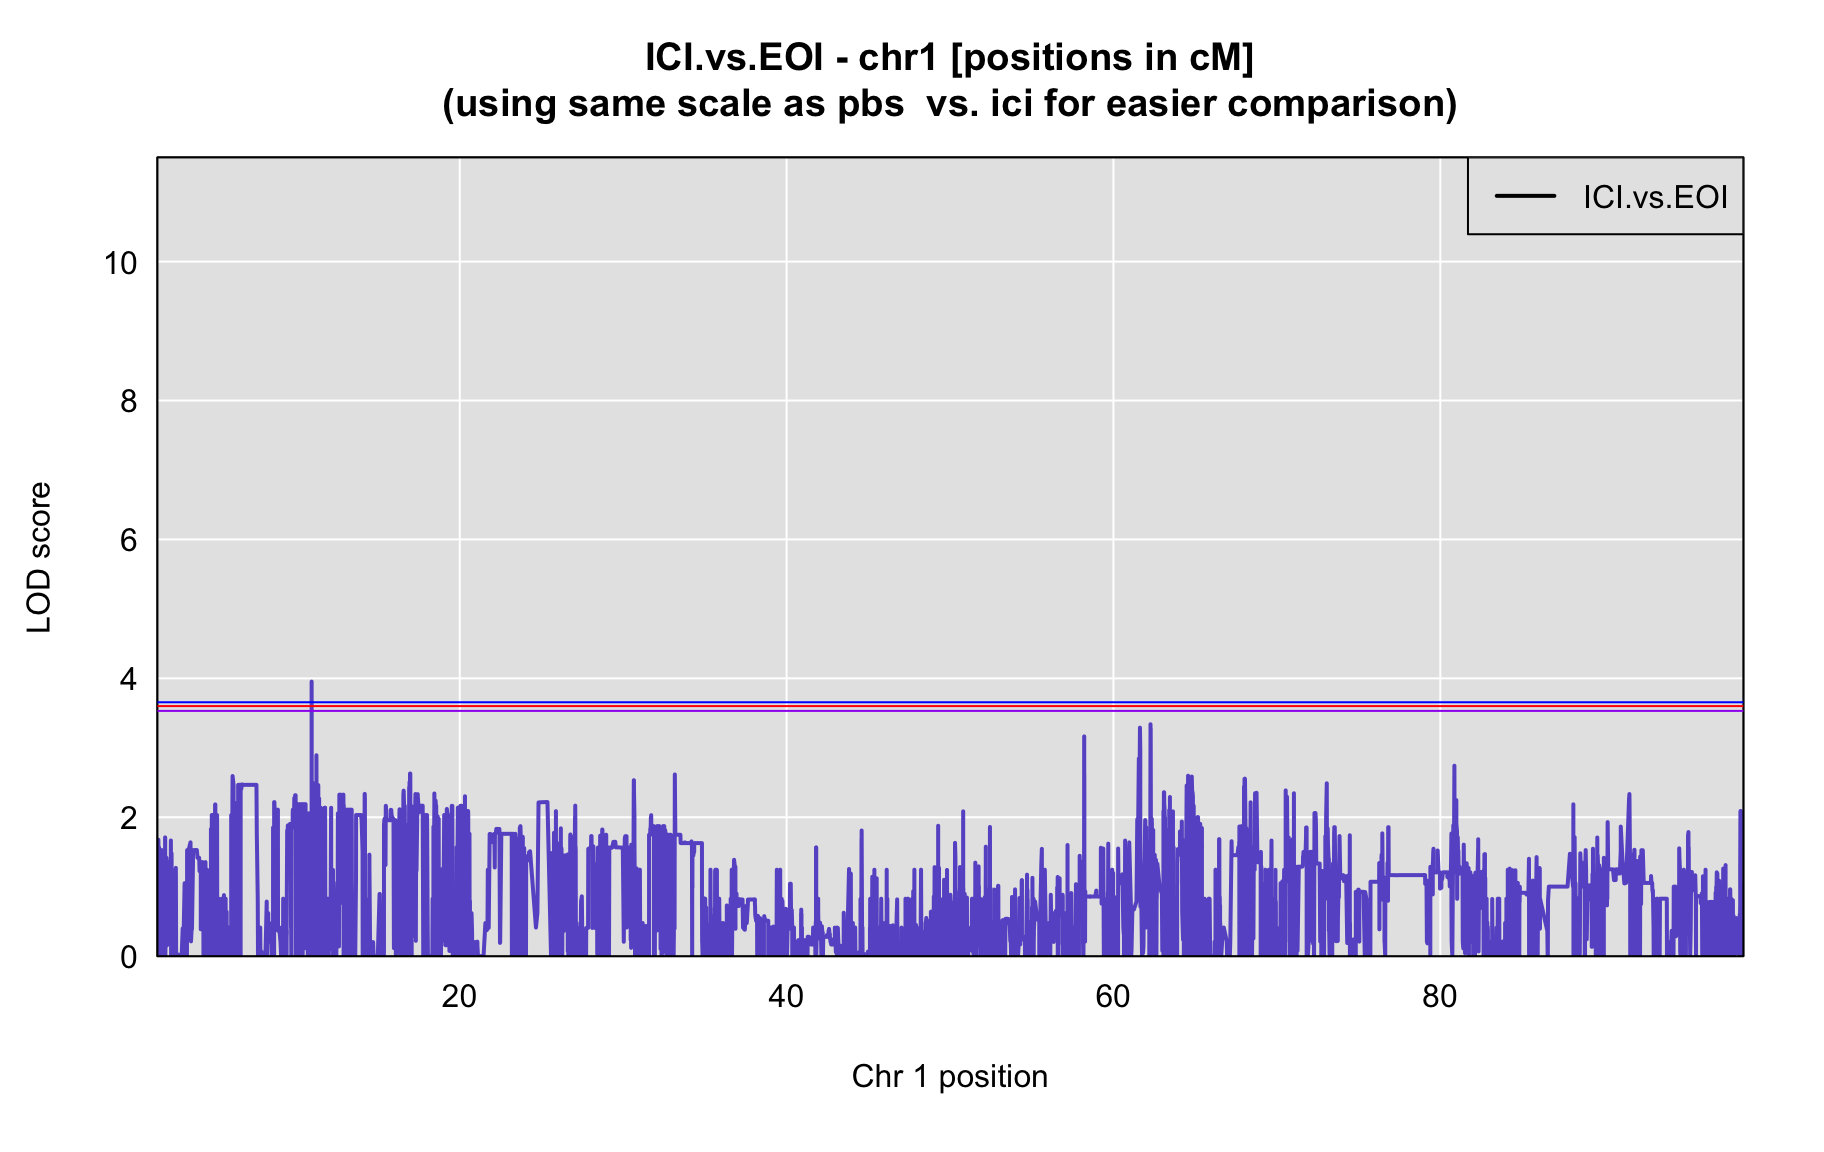 ICI.vs.EOI - chr1 [positions in cM]
(using same scale as pbs  vs. ici for easier comparison)
ICI.vs.EOI
LOD score
10
8
6
4
2
0
20
40
60
80
Chr 1 position